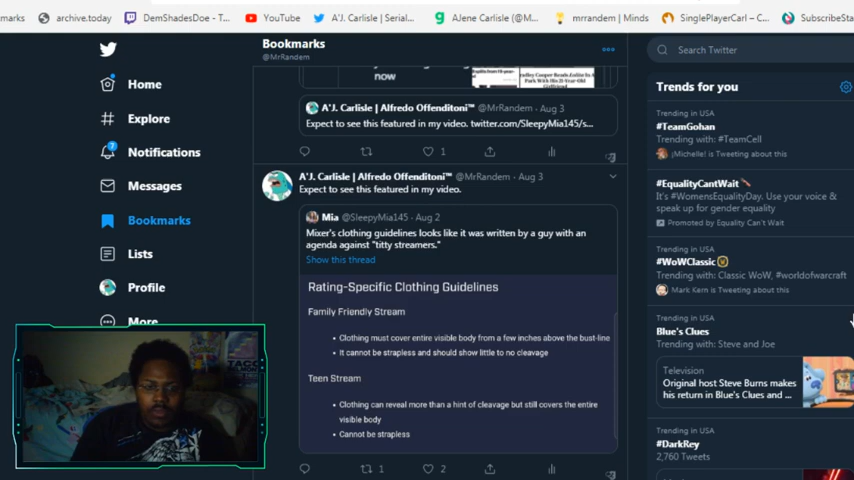 marks
archive.today
DemShadesDoe - T...
YouTube
A'J. Carlisle | Serial...
AJene Carlisle (@M...
mrrandem | Minds
SinglePlayerCarl – C...
SubscribeSta
Bookmarks
@MrRandem
Search Twitter
Home
Explore
7
Notifications
Messages
Bookmarks
Lists
Profile
More
now
A'J. Carlisle | Alfredo Offenditoni™ @MrRandem · Aug 3
Expect to see this featured in my video. twitter.com/SleepyMia145/s...
1
A'J. Carlisle | Alfredo Offenditoni™ @MrRandem · Aug 3
Expect to see this featured in my video.
Mia @SleepyMia145 · Aug 2
Mixer's clothing guidelines looks like it was written by a guy with an
agenda against "titty streamers."
Show this thread
Rating-Specific Clothing Guidelines
Family Friendly Stream
• Clothing must cover entire visible body from a few inches above the bust-line
• It cannot be strapless and should show little to no cleavage
Teen Stream
• Clothing can reveal more than a hint of cleavage but still covers the entire
visible body
• Cannot be strapless
1
2
Trends for you
Trending in USA
#TeamGohan
Trending with: #TeamCell
¡Michelle! is Tweeting about this
#EqualityCantWait
It's #WomensEqualityDay. Use your voice &
speak up for gender equality
Promoted by Equality Can't Wait
Trending in USA
#WoWClassic
Trending with: Classic WoW, #worldofwarcraft
Mark Kern is Tweeting about this
Trending in USA
Blue's Clues
Trending with: Steve and Joe
Television
Original host Steve Burns makes
his return in Blue's Clues and ...
Trending in USA
#DarkRey
2,760 Tweets